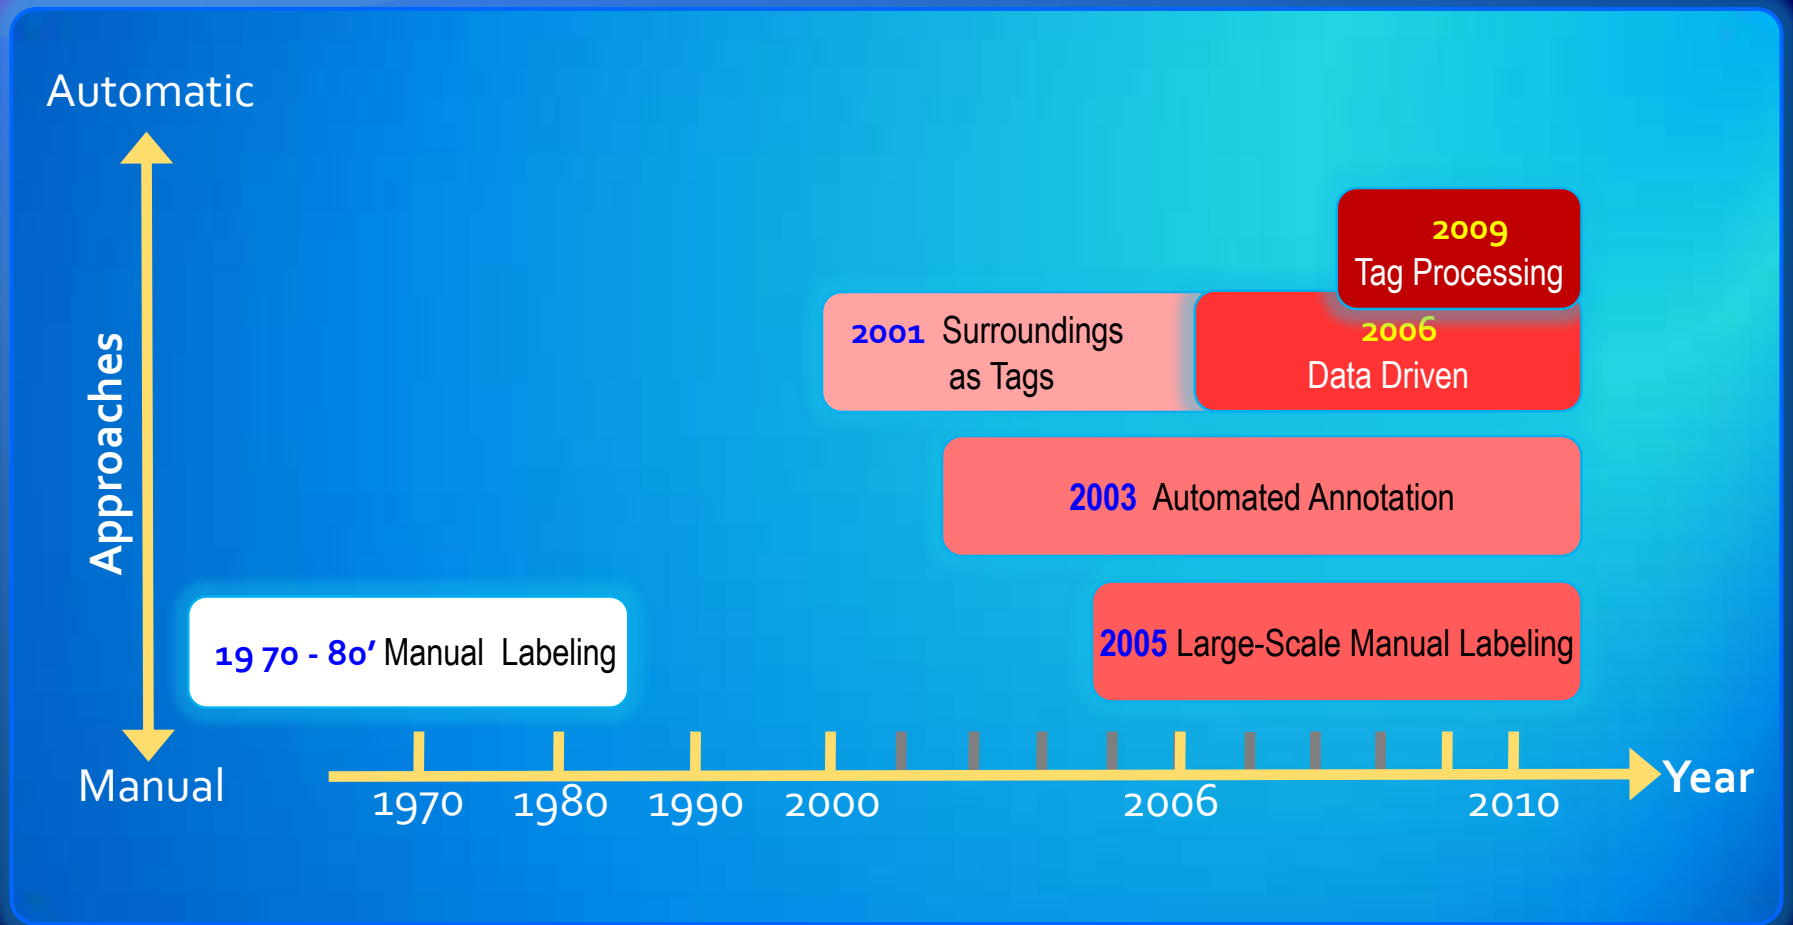 Automatic
Approaches
Manual
2009
Tag Processing
2001 Surroundings
as Tags
2006
Data Driven
2003 Automated Annotation
19 70 - 80’ Manual Labeling
2005 Large-Scale Manual Labeling
1970 1980 1990 2000 2006 2010
Year